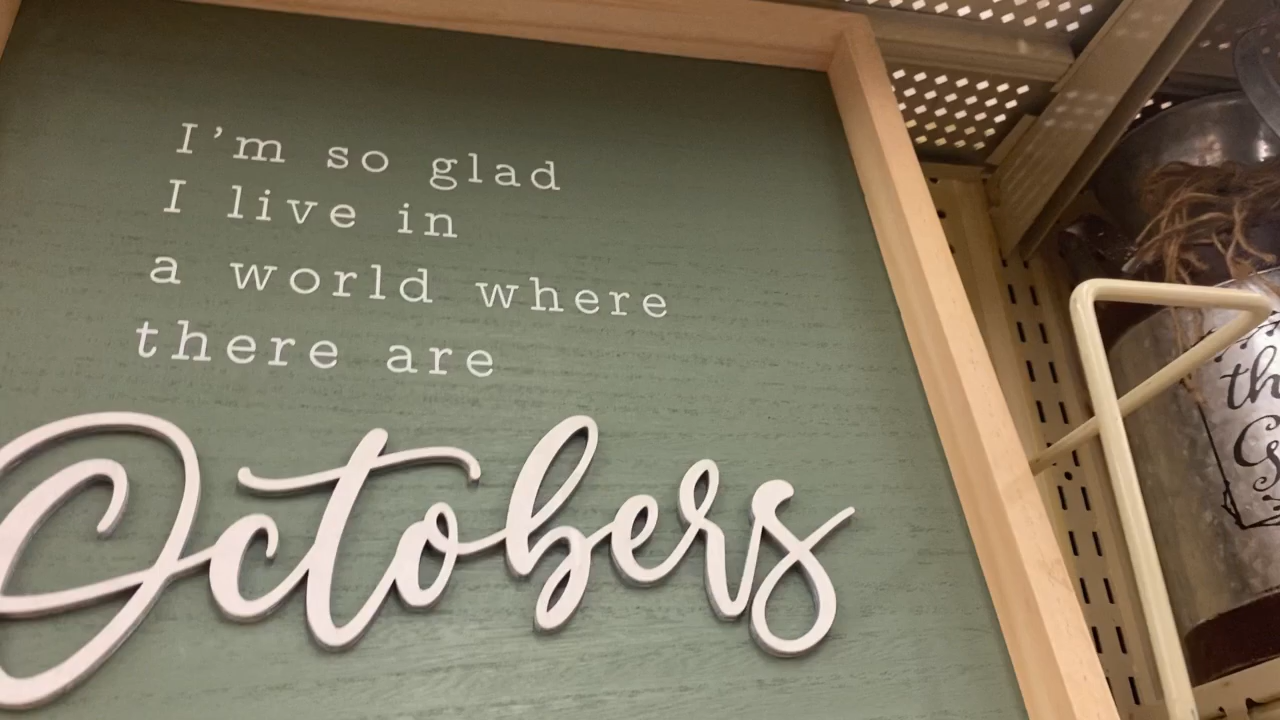 I'm so glad
I live in
a world where
there are
Octobers